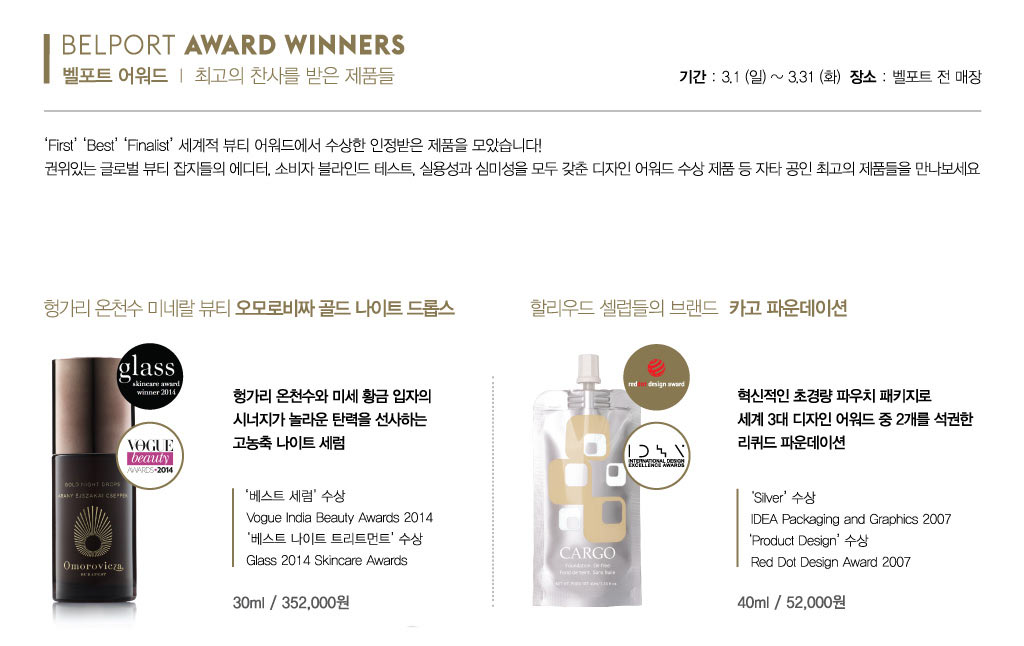 BELPORT AWARD WINNERS
벨포트 어워드 | 최고의 찬사를 받은 제품들
기간 : 3.1 (일) ~ 3.31 (화) 장소 : 벨포트 전 매장
'First' 'Best' 'Finalist' 세계적 뷰티 어워드에서 수상한 인정받은 제품을 모았습니다!
권위있는 글로벌 뷰티 잡지들의 에디터, 소비자 블라인드 테스트, 실용성과 심미성을 모두 갖춘 디자인 어워드 수상 제품 등 자타 공인 최고의 제품들을 만나보세요
헝가리 온천수 미네랄 뷰티 오모로비짜 골드 나이트 드롭스
glass
skincare award
winner 2014
VOGUE
beauty
AWARDS•2014
GOLD NIGHT DROPS
ARANY ÉJSZAKAI CSEPPEK
Omorovicza
BUDAPEST
헝가리 온천수와 미세 황금 입자의
시너지가 놀라운 탄력을 선사하는
고농축 나이트 세럼
'베스트 세럼' 수상
Vogue India Beauty Awards 2014
'베스트 나이트 트리트먼트' 수상
Glass 2014 Skincare Awards
30ml / 352,000원
할리우드 셀럽들의 브랜드 카고 파운데이션
red dot design award
IDEA
INTERNATIONAL DESIGN
EXCELLENCE AWARDS
CARGO
Foundation. Oil-Free
Fond de teint. Sans huile
혁신적인 초경량 파우치 패키지로
세계 3대 디자인 어워드 중 2개를 석권한
리퀴드 파운데이션
'Silver' 수상
IDEA Packaging and Graphics 2007
'Product Design' 수상
Red Dot Design Award 2007
40ml / 52,000원